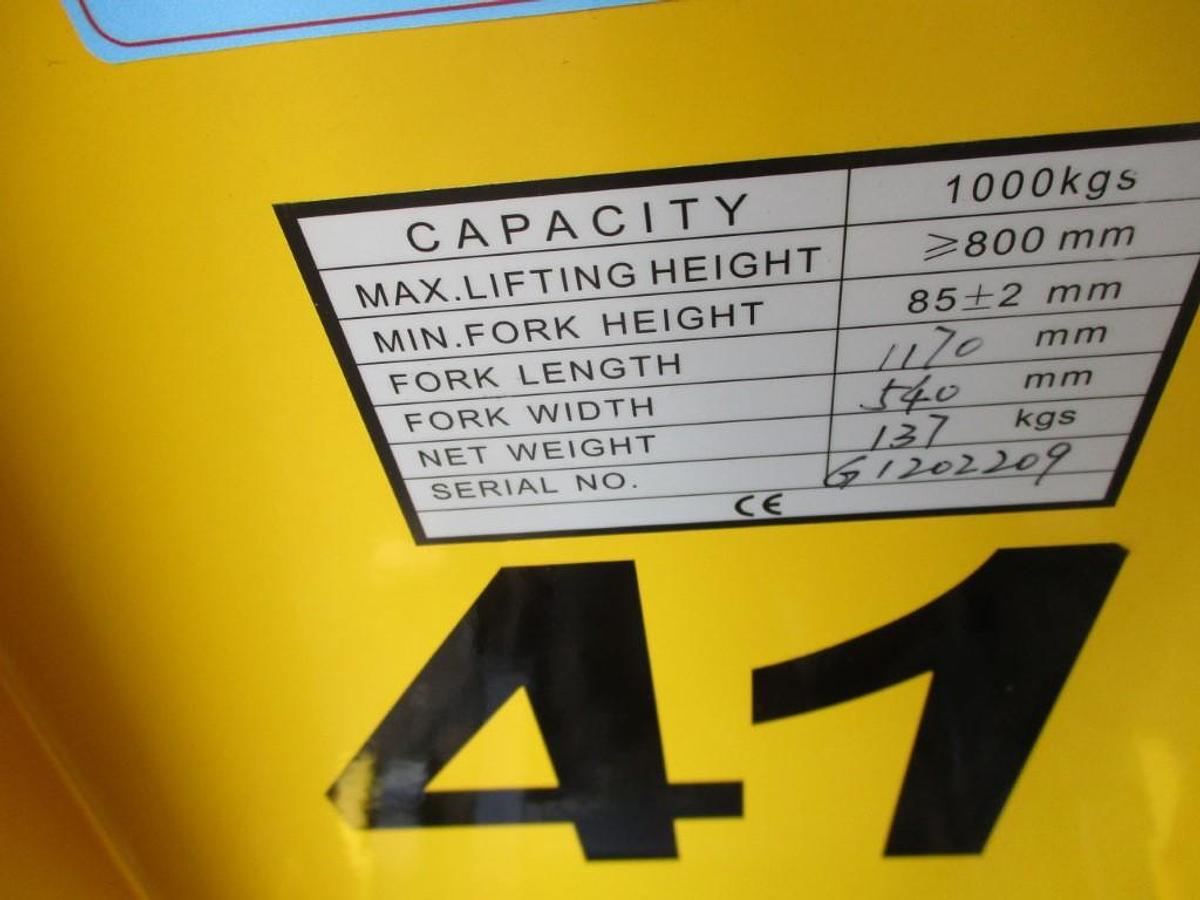 CAPACITY 1000kgs
MAX.LIFTING HEIGHT ⩾800 mm
MIN.FORK HEIGHT 85±2 mm
FORK LENGTH 1170 mm
FORK WIDTH 540 mm
NET WEIGHT 137 kgs
SERIAL NO. G1202209
CE
41